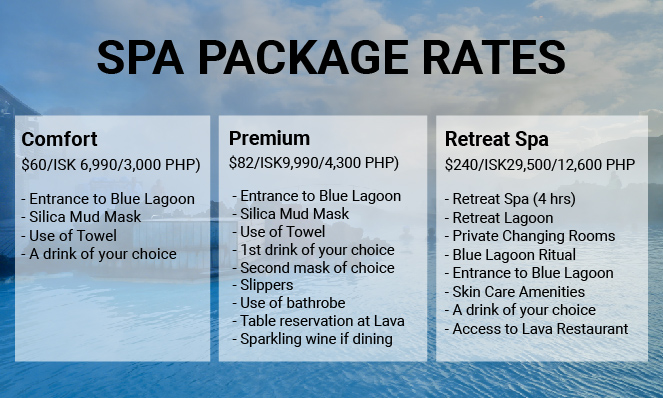 SPA PACKAGE RATES
Comfort
$60/ISK 6,990/3,000 PHP)
- Entrance to Blue Lagoon
- Silica Mud Mask
- Use of Towel
- A drink of your choice
Premium
$82/ISK9,990/4,300 PHP)
- Entrance to Blue Lagoon
- Silica Mud Mask
- Use of Towel
- 1st drink of your choice
- Second mask of choice
- Slippers
- Use of bathrobe
- Table reservation at Lava
- Sparkling wine if dining
Retreat Spa
$240/ISK29,500/12,600 PHP
- Retreat Spa (4 hrs)
- Retreat Lagoon
- Private Changing Rooms
- Blue Lagoon Ritual
- Entrance to Blue Lagoon
- Skin Care Amenities
- A drink of your choice
- Access to Lava Restaurant